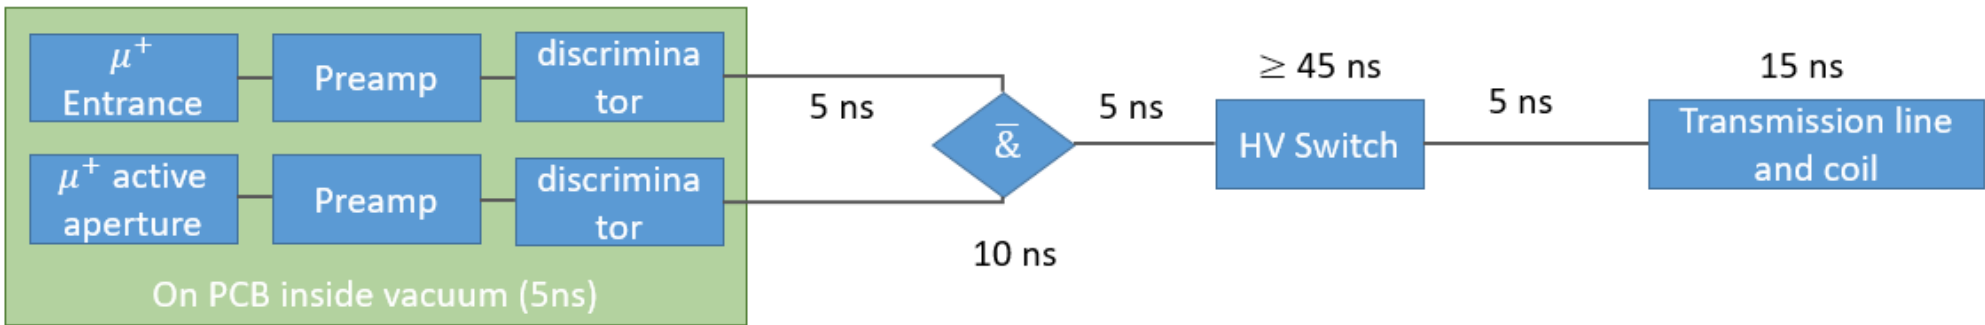 μ⁺
Entrance
Preamp
discrimina
tor
μ⁺ active
aperture
Preamp
discrimina
tor
On PCB inside vacuum (5ns)
5 ns
&̅
10 ns
5 ns
≥ 45 ns
HV Switch
5 ns
15 ns
Transmission line
and coil